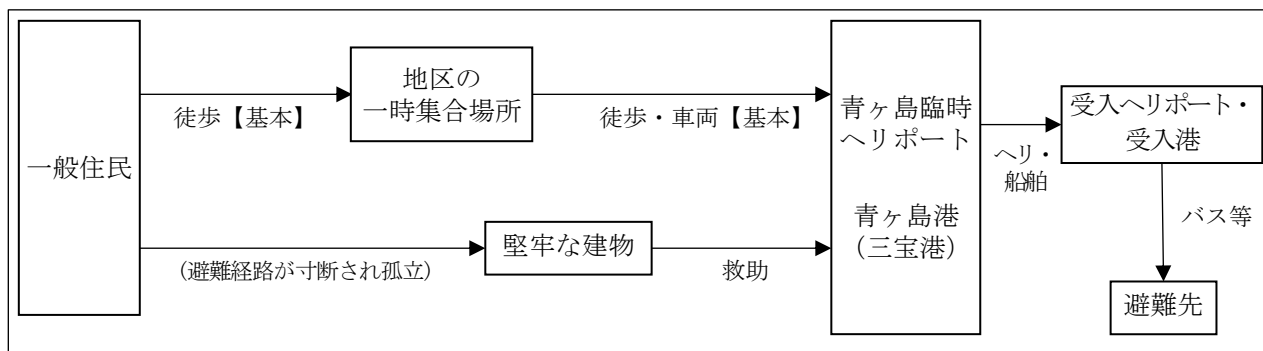 一般住民
徒歩【基本】
地区の
一時集合場所
徒歩・車両【基本】
(避難経路が寸断され孤立)
堅牢な建物
救助
青ヶ島臨時
ヘリポート
青ヶ島港
(三宝港)
ヘリ・
船舶
受入ヘリポート・
受入港
バス等
避難先